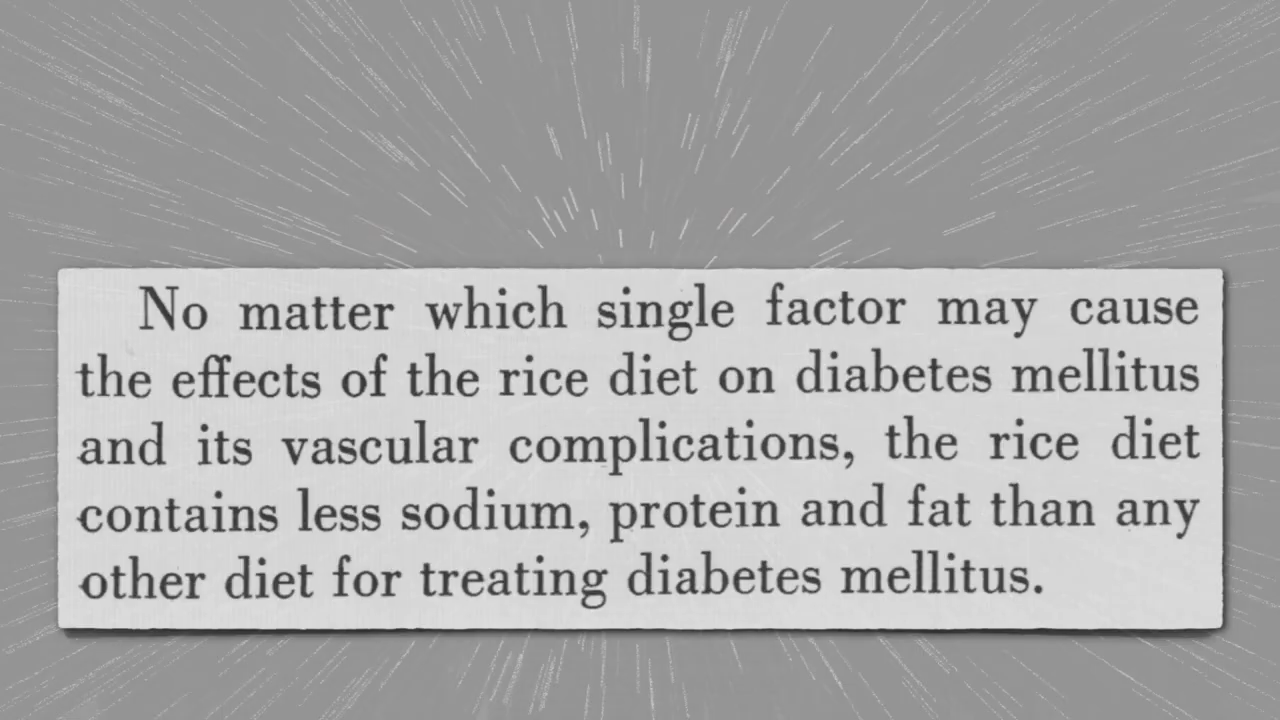 No matter which single factor may cause
the effects of the rice diet on diabetes mellitus
and its vascular complications, the rice diet
contains less sodium, protein and fat than any
other diet for treating diabetes mellitus.